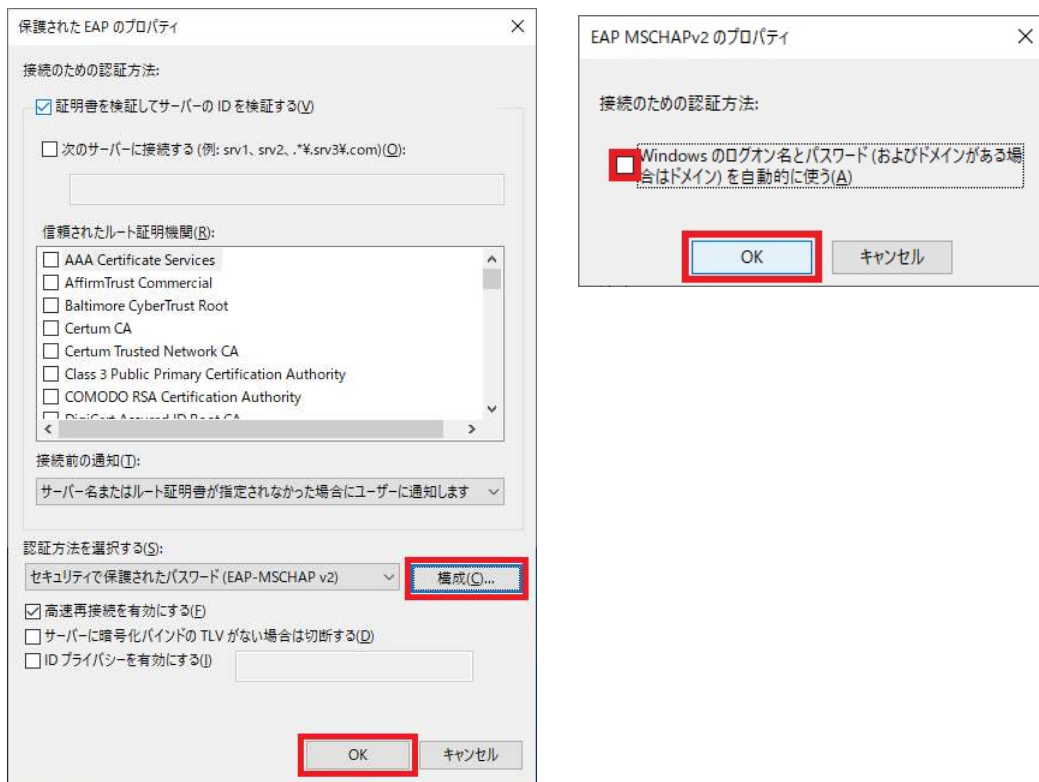 保護された EAP のプロパティ
接続のための認証方法:
証明書を検証してサーバーの ID を検証する(V)
次のサーバーに接続する (例: srv1、srv2、.*¥.srv3¥.com)(O):
信頼されたルート証明機関(R):
AAA Certificate Services
AffirmTrust Commercial
Baltimore CyberTrust Root
Certum CA
Certum Trusted Network CA
Class 3 Public Primary Certification Authority
COMODO RSA Certification Authority
DigiCert Assured ID Root CA
接続前の通知(T):
サーバー名またはルート証明書が指定されなかった場合にユーザーに通知します
認証方法を選択する(S):
セキュリティで保護されたパスワード (EAP-MSCHAP v2)
構成(C)...
高速再接続を有効にする(F)
サーバーに暗号化バインドの TLV がない場合は切断する(D)
ID プライバシーを有効にする(I)
OK
キャンセル
EAP MSCHAPv2 のプロパティ
接続のための認証方法:
Windows のログオン名とパスワード (およびドメインがある場
合はドメイン) を自動的に使う(A)
OK
キャンセル